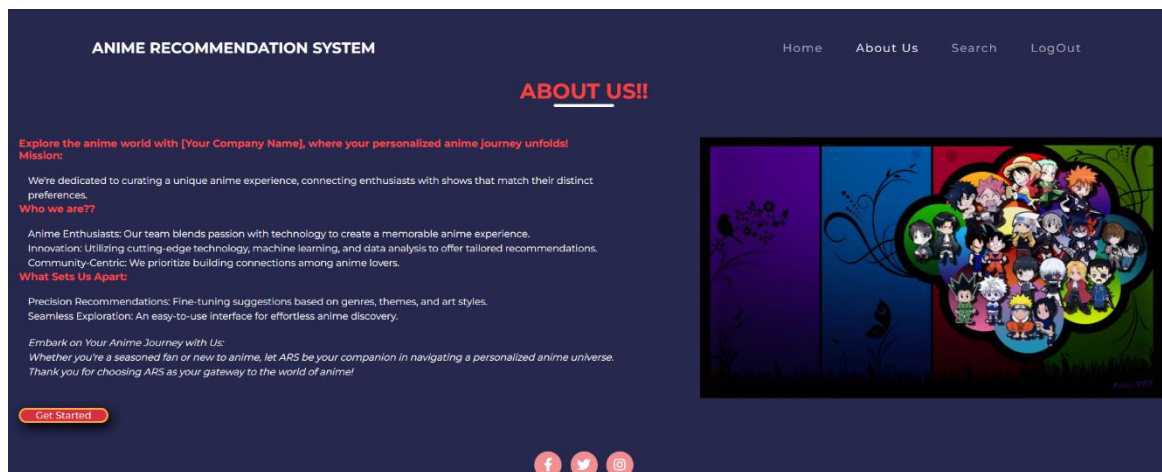 ANIME RECOMMENDATION SYSTEM
Home About Us Search LogOut
ABOUT US!!
Explore the anime world with [Your Company Name], where your personalized anime journey unfolds!
Mission:
We're dedicated to curating a unique anime experience, connecting enthusiasts with shows that match their distinct
preferences.
Who we are??
Anime Enthusiasts: Our team blends passion with technology to create a memorable anime experience.
Innovation: Utilizing cutting-edge technology, machine learning, and data analysis to offer tailored recommendations.
Community-Centric: We prioritize building connections among anime lovers.
What Sets Us Apart:
Precision Recommendations: Fine-tuning suggestions based on genres, themes, and art styles.
Seamless Exploration: An easy-to-use interface for effortless anime discovery.
Embark on Your Anime Journey with Us:
Whether you're a seasoned fan or new to anime, let ARS be your companion in navigating a personalized anime universe.
Thank you for choosing ARS as your gateway to the world of anime!
Get Started